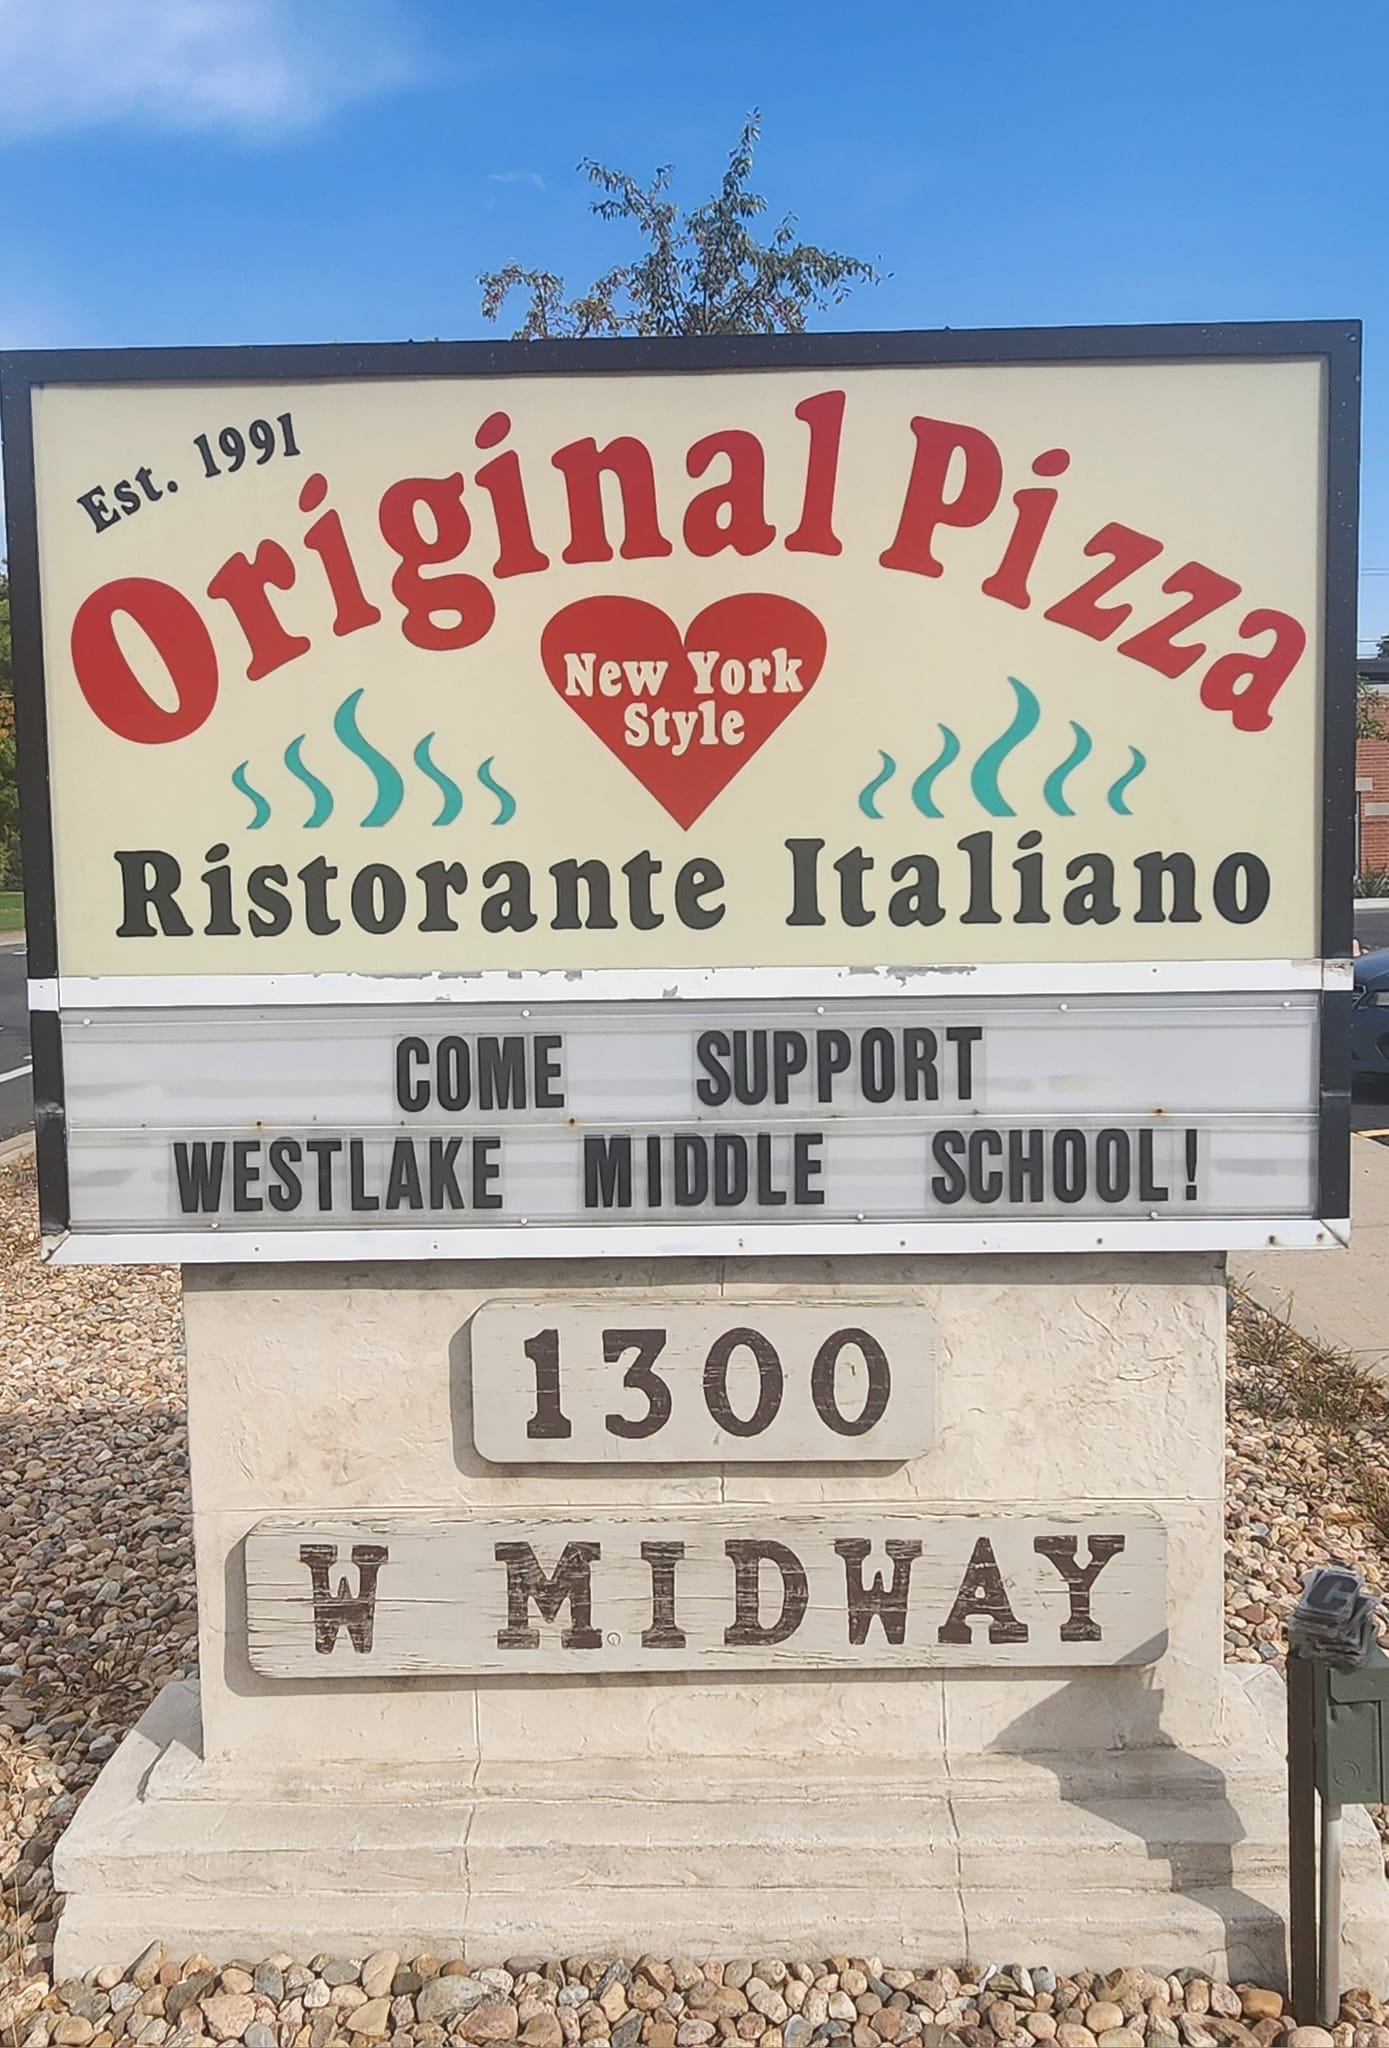 Est. 1991
Original Pizza
New York
Style
Ristorante Italiano
COME SUPPORT
WESTLAKE MIDDLE SCHOOL!
1300
W MIDWAY
C